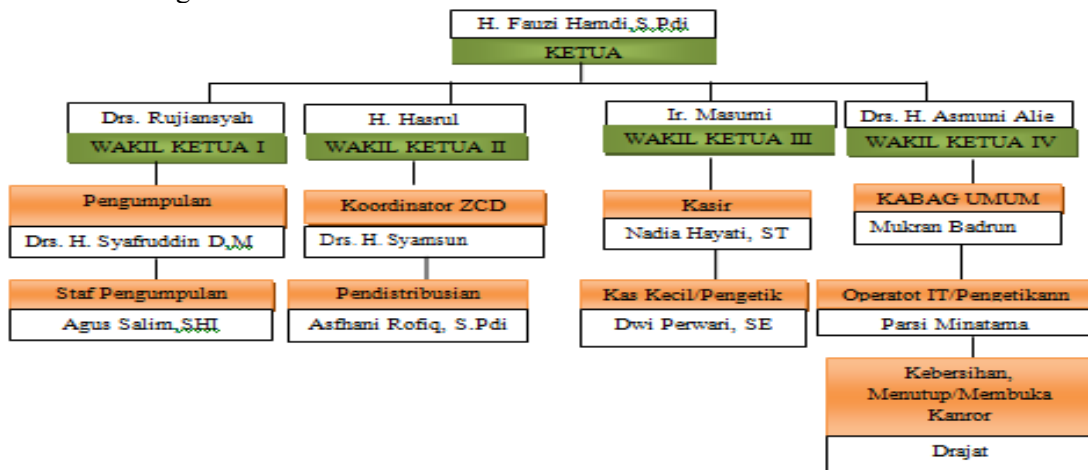 H. Fauzi Hamdi,S.Pdi
KETUA
Drs. Rujiansyah
WAKIL KETUA I
H. Hasrul
WAKIL KETUA II
Ir. Masumi
WAKIL KETUA III
Drs. H. Asmuni Alie
WAKIL KETUA IV
Pengumpulan
Drs. H. Syafruddin D,M
Koordinator ZCD
Drs. H. Syamsun
Kasir
Nadia Hayati, ST
KABAG UMUM
Mukran Badrun
Staf Pengumpulan
Agus Salim,SHI
Pendistribusian
Asfhani Rofiq, S.Pdi
Kas Kecil/Pengetik
Dwi Perwari, SE
Operatot IT/Pengetikann
Parsi Minatama
Kebersihan,
Menutup/Membuka
Kanror
Drajat